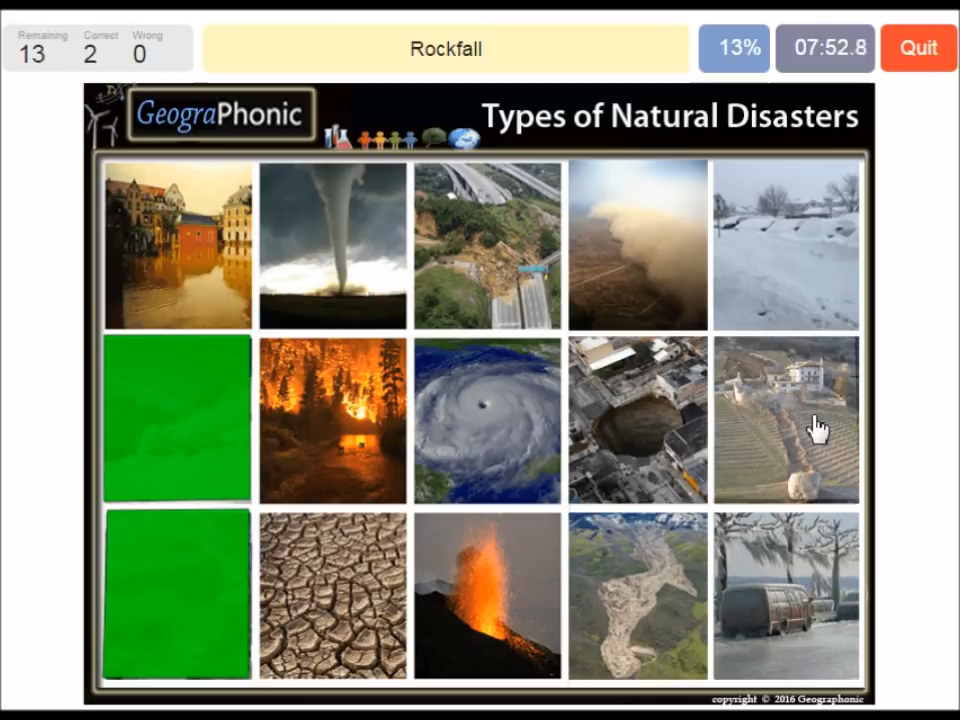 Remaining Correct Wrong
13 2 0
Rockfall
13%
07:52.8
Quit
GeograPhonic
Types of Natural Disasters
copyright © 2016 Geographonic